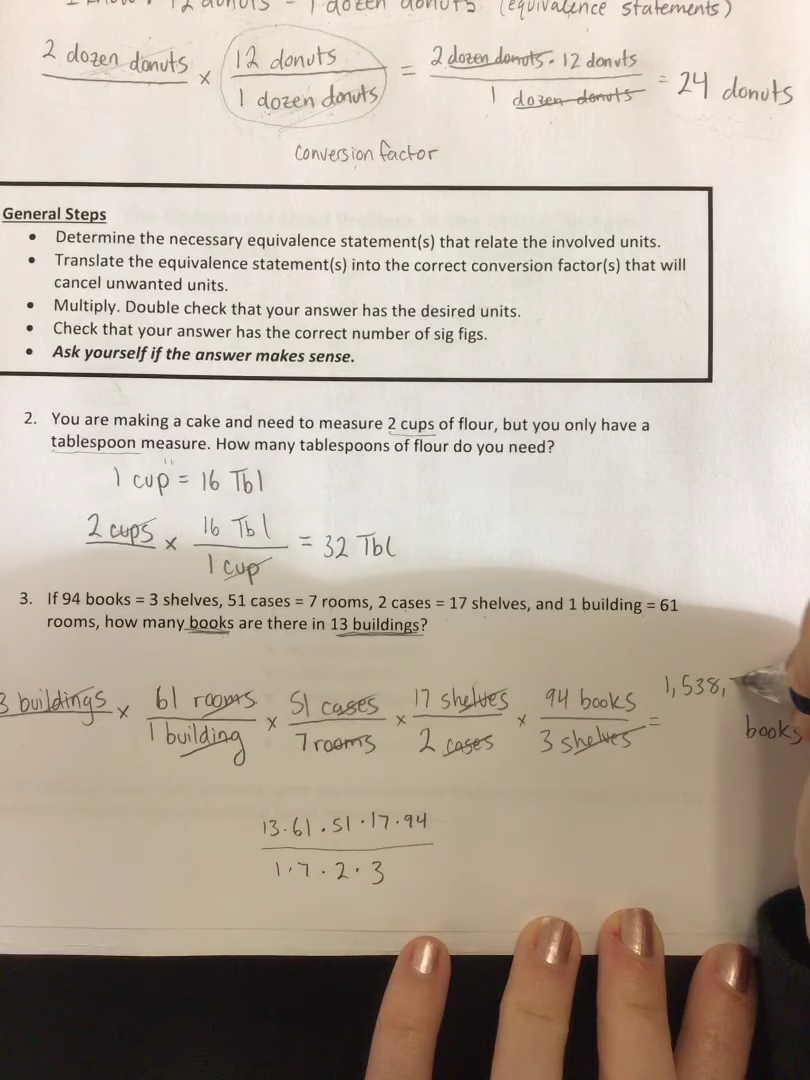 12 donuts = 1 dozen donuts (equivalence statements)
2 dozen donuts × 12 donuts / 1 dozen donuts = 2 dozen donuts · 12 donuts / 1 dozen donuts = 24 donuts
conversion factor
General Steps
• Determine the necessary equivalence statement(s) that relate the involved units.
• Translate the equivalence statement(s) into the correct conversion factor(s) that will
cancel unwanted units.
• Multiply. Double check that your answer has the desired units.
• Check that your answer has the correct number of sig figs.
• Ask yourself if the answer makes sense.
2. You are making a cake and need to measure 2 cups of flour, but you only have a
tablespoon measure. How many tablespoons of flour do you need?
1 cup = 16 Tbl
2 cups × 16 Tbl / 1 cup = 32 Tbl
3. If 94 books = 3 shelves, 51 cases = 7 rooms, 2 cases = 17 shelves, and 1 building = 61
rooms, how many books are there in 13 buildings?
3 buildings × 61 rooms / 1 building × 51 cases / 7 rooms × 17 shelves / 2 cases × 94 books / 3 shelves = 1,538,
books
13·61·51·17·94
1·7·2·3